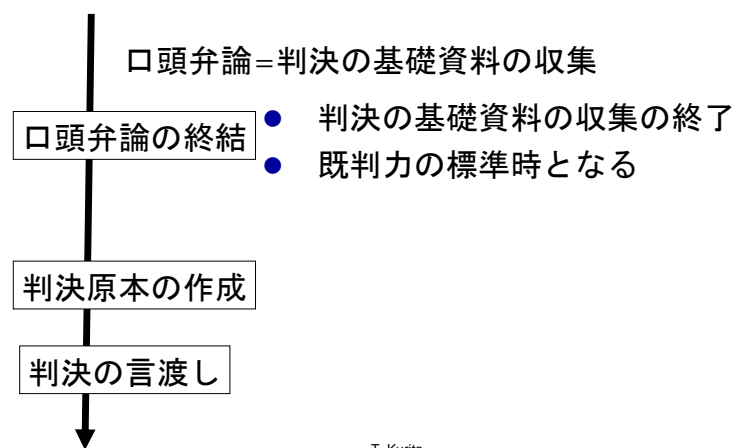 口頭弁論=判決の基礎資料の収集
口頭弁論の終結
● 判決の基礎資料の収集の終了
● 既判力の標準時となる
判決原本の作成
判決の言渡し